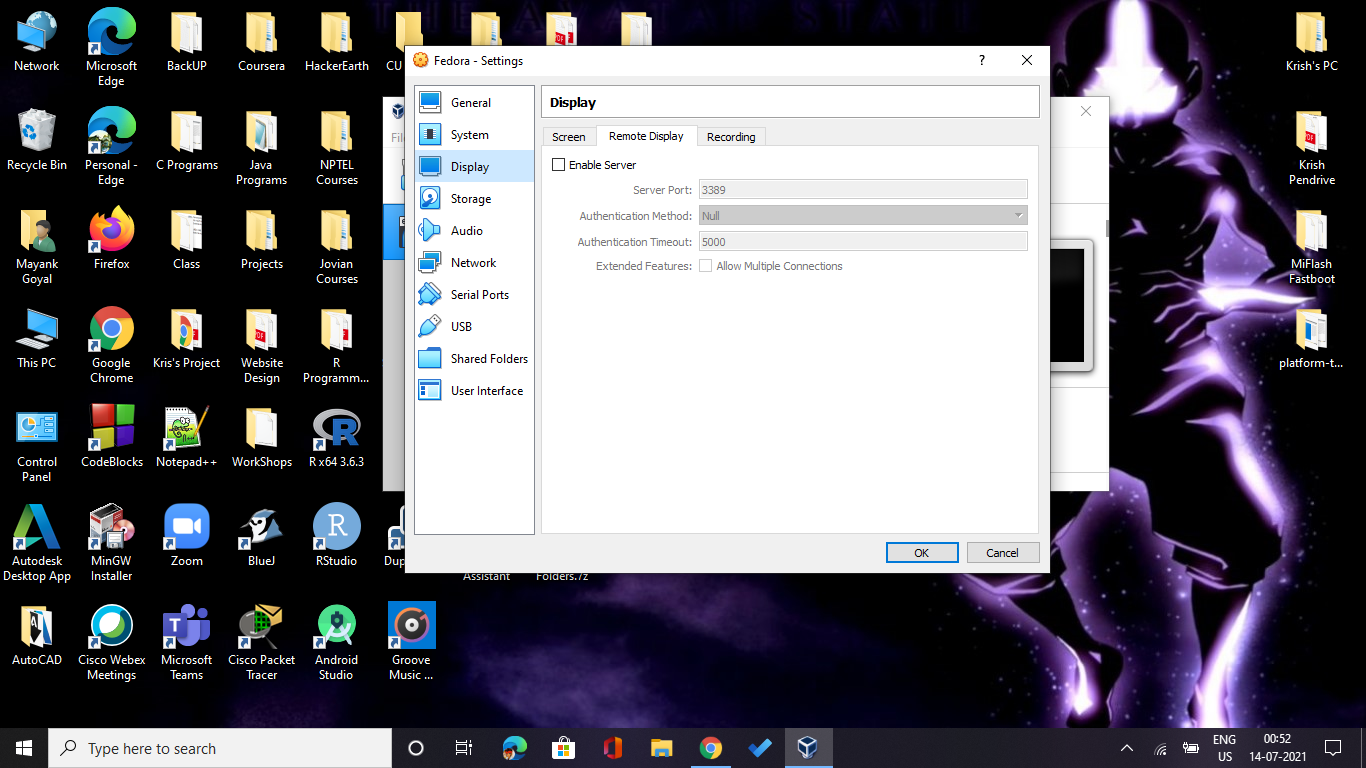 THE AVATAR STATE
Network
Microsoft
Edge
BackUP
Coursera
HackerEarth
CU
Krish's PC
Recycle Bin
Personal -
Edge
C Programs
Java
Programs
NPTEL
Courses
Krish
Pendrive
Mayank
Goyal
Firefox
Class
Projects
Jovian
Courses
MiFlash
Fastboot
This PC
Google
Chrome
Kris's Project
Website
Design
R
Programm...
platform-t...
Control
Panel
CodeBlocks
Notepad++
WorkShops
R x64 3.6.3
Autodesk
Desktop App
MinGW
Installer
Zoom
BlueJ
RStudio
Dup
Assistant
Folders.7z
AutoCAD
Cisco Webex
Meetings
Microsoft
Teams
Cisco Packet
Tracer
Android
Studio
Groove
Music ...
Fedora - Settings
?
General
System
Display
Storage
Audio
Network
Serial Ports
USB
Shared Folders
User Interface
Display
Screen
Remote Display
Recording
Enable Server
Server Port: 3389
Authentication Method: Null
Authentication Timeout: 5000
Extended Features: Allow Multiple Connections
OK
Cancel
Type here to search
ENG
US
00:52
14-07-2021